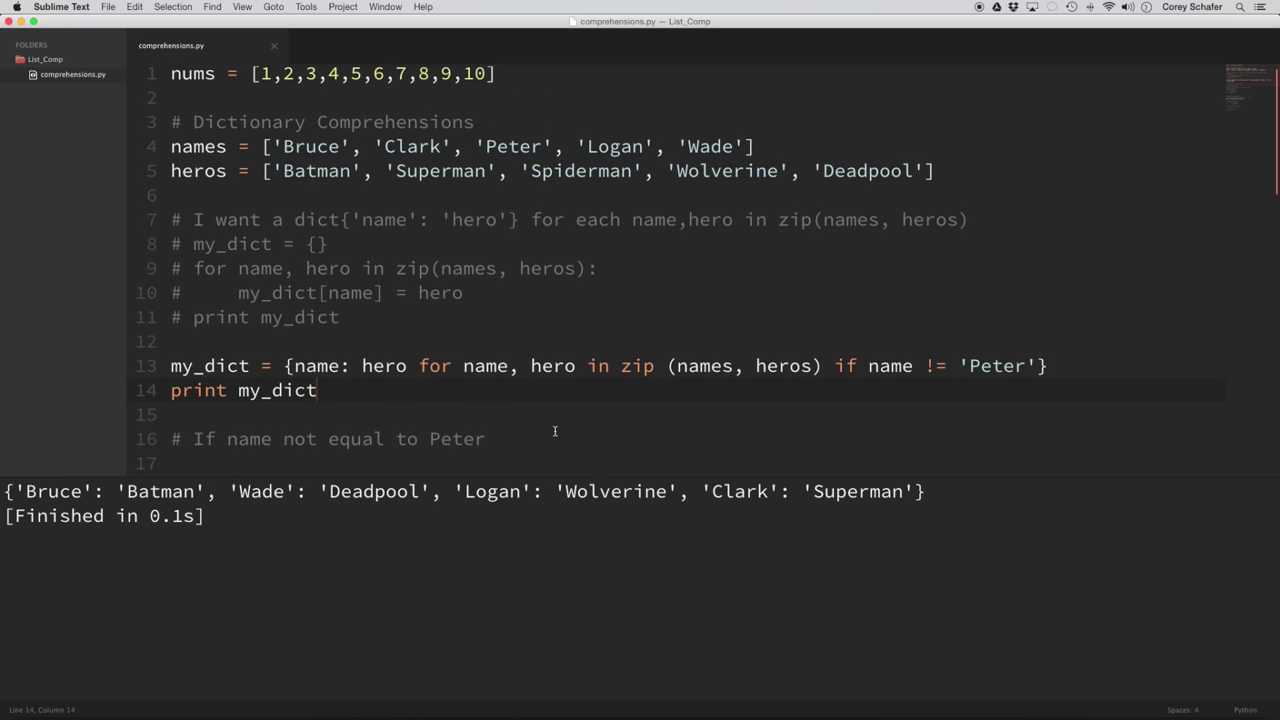 Sublime Text File Edit Selection Find View Goto Tools Project Window Help Corey Schafer
comprehensions.py — List_Comp
FOLDERS
List_Comp
comprehensions.py
comprehensions.py
1 nums = [1,2,3,4,5,6,7,8,9,10]
2
3 # Dictionary Comprehensions
4 names = ['Bruce', 'Clark', 'Peter', 'Logan', 'Wade']
5 heros = ['Batman', 'Superman', 'Spiderman', 'Wolverine', 'Deadpool']
6
7 # I want a dict{'name': 'hero'} for each name,hero in zip(names, heros)
8 # my_dict = {}
9 # for name, hero in zip(names, heros):
10 #     my_dict[name] = hero
11 # print my_dict
12
13 my_dict = {name: hero for name, hero in zip (names, heros) if name != 'Peter'}
14 print my_dict
15
16 # If name not equal to Peter
17
{'Bruce': 'Batman', 'Wade': 'Deadpool', 'Logan': 'Wolverine', 'Clark': 'Superman'}
[Finished in 0.1s]
Line 14, Column 14 Spaces: 4 Python